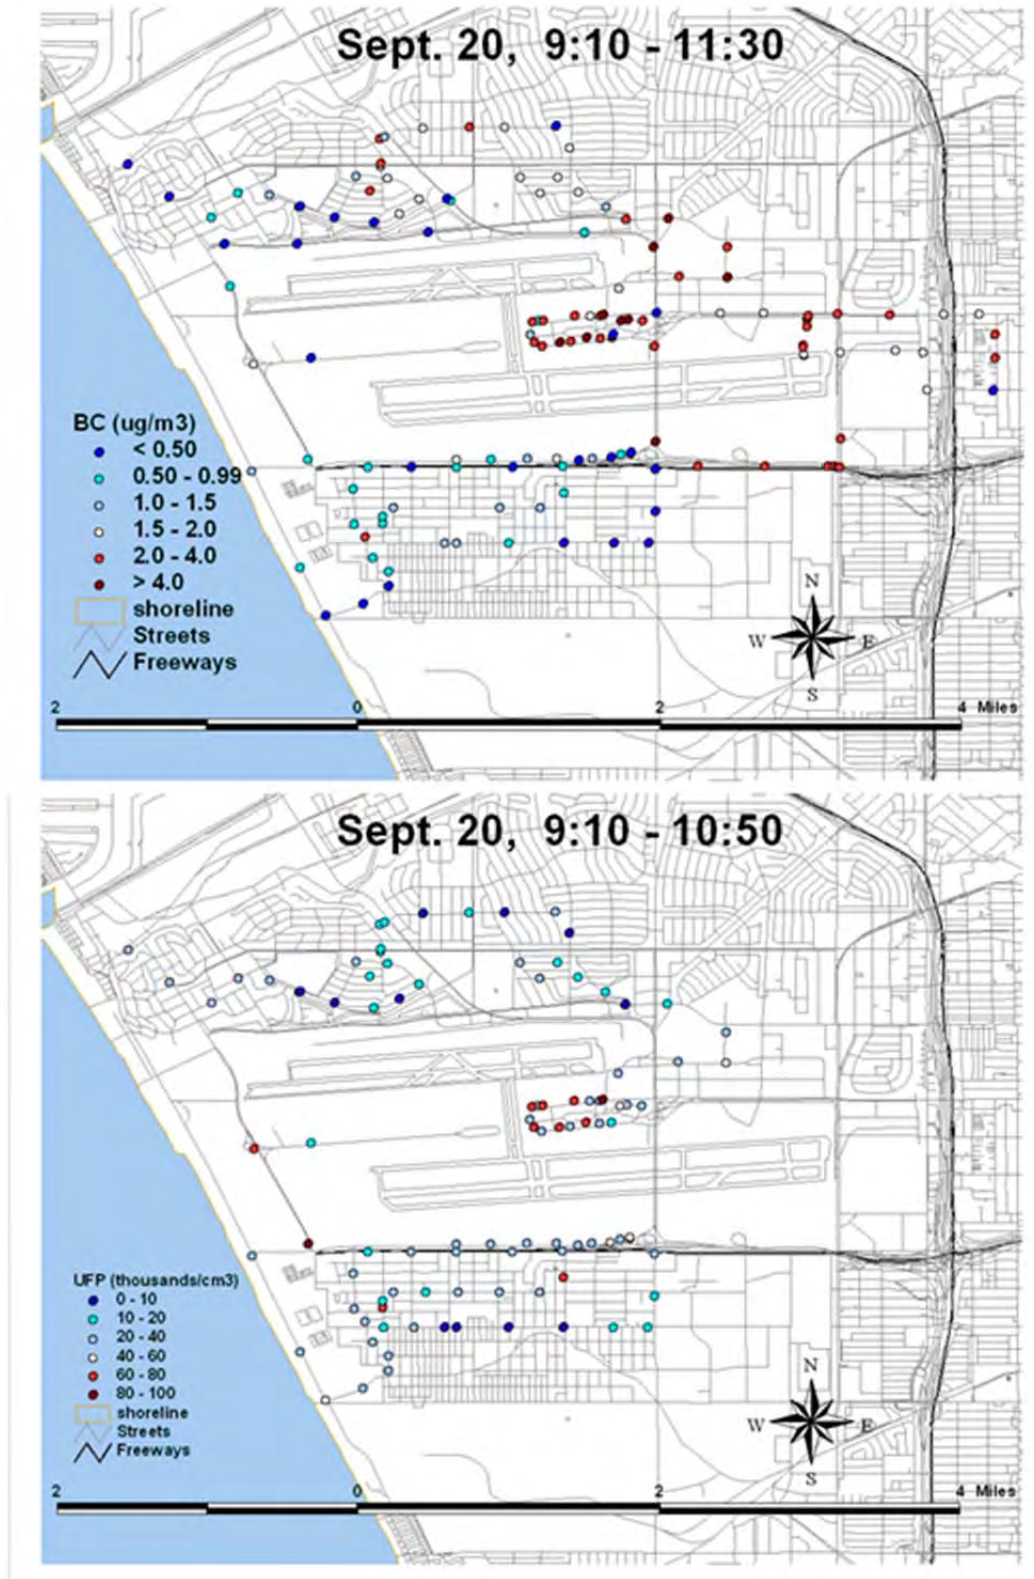 Sept. 20, 9:10 - 11:30
BC (ug/m3)
< 0.50
0.50 - 0.99
1.0 - 1.5
1.5 - 2.0
2.0 - 4.0
> 4.0
shoreline
Streets
Freeways
N
W E
S
2 0 2 4 Miles
Sept. 20, 9:10 - 10:50
UFP (thousands/cm3)
0 - 10
10 - 20
20 - 40
40 - 60
60 - 80
80 - 100
shoreline
Streets
Freeways
N
W E
S
2 0 2 4 Miles